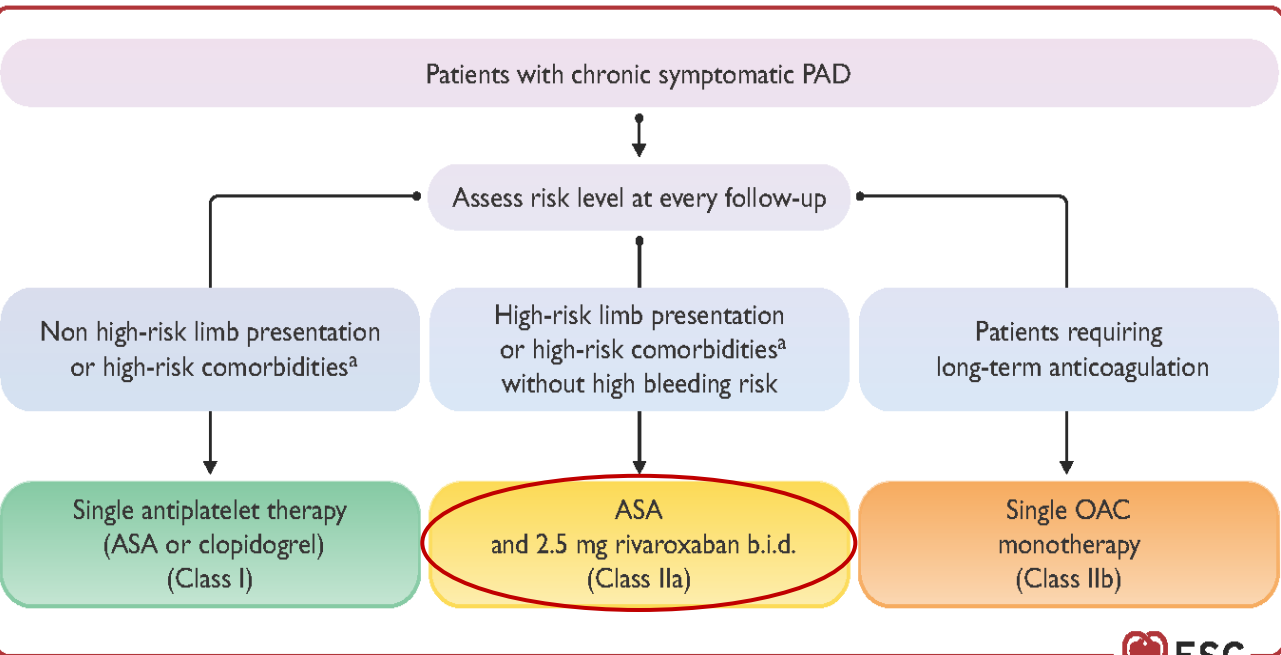 Patients with chronic symptomatic PAD
Assess risk level at every follow-up
Non high-risk limb presentation
or high-risk comorbiditiesª
High-risk limb presentation
or high-risk comorbiditiesª
without high bleeding risk
Patients requiring
long-term anticoagulation
Single antiplatelet therapy
(ASA or clopidogrel)
(Class I)
ASA
and 2.5 mg rivaroxaban b.i.d.
(Class IIa)
Single OAC
monotherapy
(Class IIb)
ESC